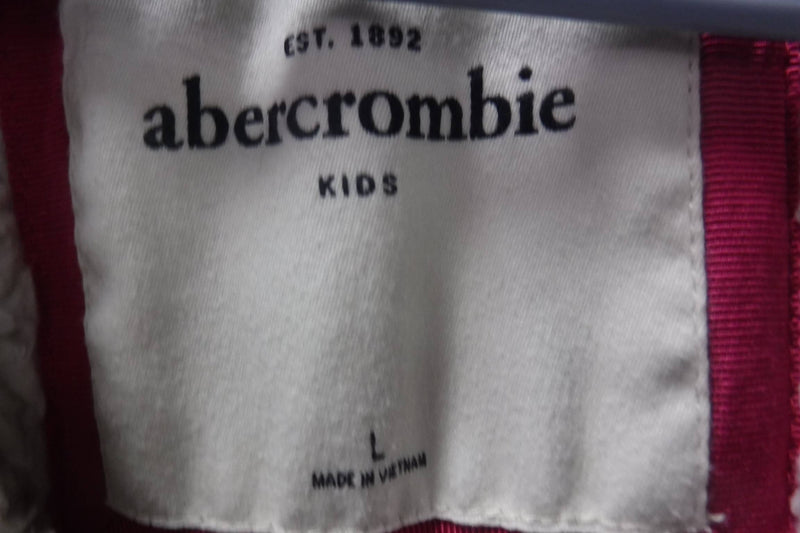 EST. 1892
abercrombie
KIDS
L
MADE IN VIETNAM